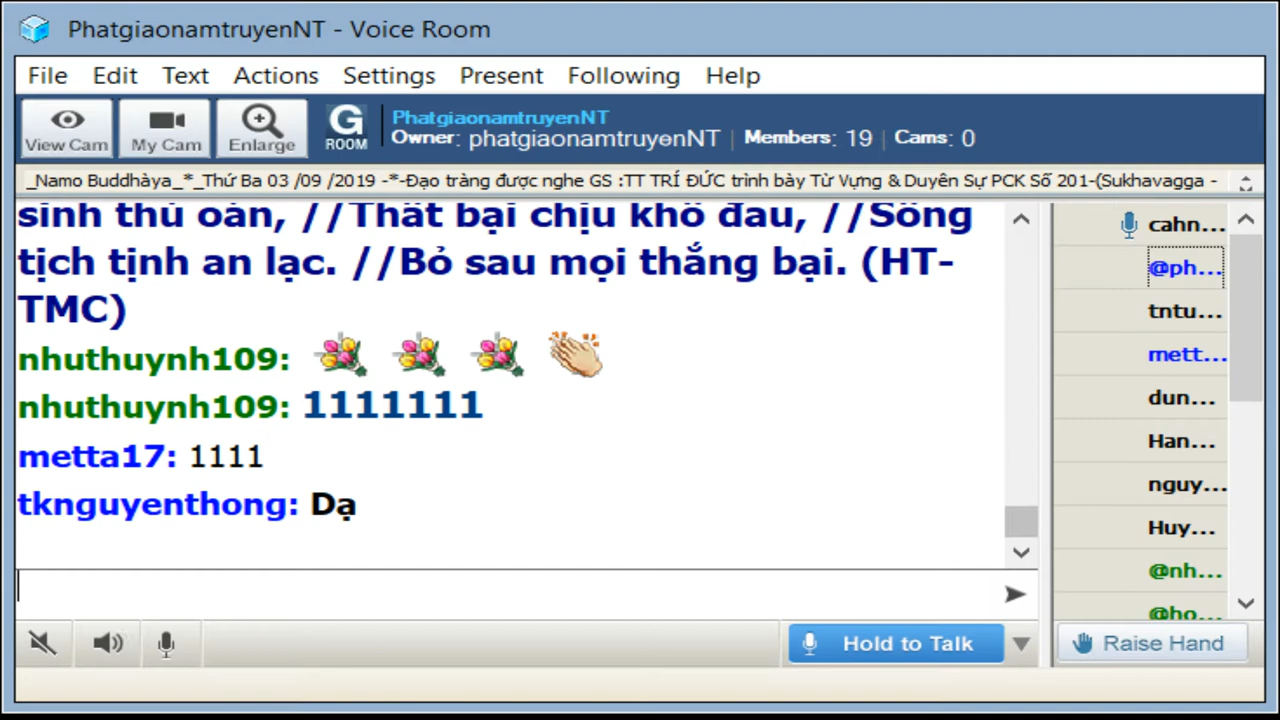 PhatgiaonamtruyenNT - Voice Room
File Edit Text Actions Settings Present Following Help
View Cam My Cam Enlarge G ROOM
PhatgiaonamtruyenNT
Owner: phatgiaonamtruyenNT | Members: 19 | Cams: 0
_Namo Buddhàya_*_Thứ Ba 03 /09 /2019 -*-Đạo tràng được nghe GS :TT TRÍ ĐỨC trình bày Từ Vựng & Duyên Sự PCK Số 201-(Sukhavagga -
sinh thù oán, //Thất bại chịu khổ đau, //Sống
tịch tịnh an lạc. //Bỏ sau mọi thắng bại. (HT-
TMC)
nhuthuynh109:
nhuthuynh109: 1111111
metta17: 1111
tknguyenthong: Dạ
cahn...
@ph...
tntu...
mett...
dun...
Han...
nguy...
Huy...
@nh...
@ho...
Hold to Talk
Raise Hand